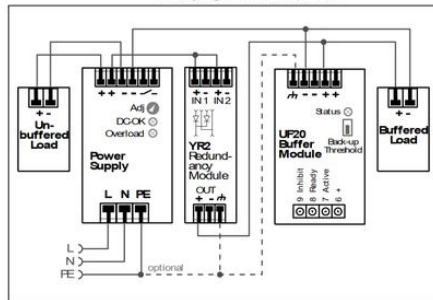 + -
Un-
buffered
Load
+ + - - -
Adj
DC-OK
Overload
Power
Supply
L N PE
+ - + -
IN 1 IN 2
YR2
Redund-
ancy
Module
OUT
+ -
- - + +
Status
UF20
Buffer
Module
Back-up
Threshold
9 Inhibit
8 Ready
7 Active
6 +
+ -
Buffered
Load
L
N
PE
optional